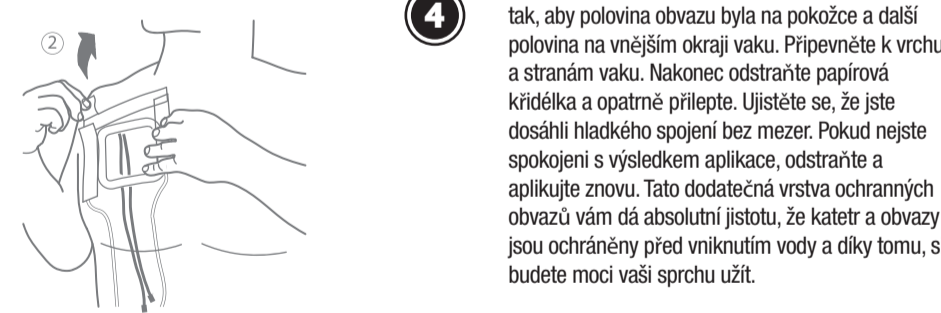 ②
4
tak, aby polovina obvazu byla na pokožce a další
polovina na vnějším okraji vaku. Připevněte k vrchu
a stranám vaku. Nakonec odstraňte papírová
křidélka a opatrně přilepte. Ujistěte se, že jste
dosáhli hladkého spojení bez mezer. Pokud nejste
spokojeni s výsledkem aplikace, odstraňte a
aplikujte znovu. Tato dodatečná vrstva ochranných
obvazů vám dá absolutní jistotu, že katetr a obvazy
jsou ochráněny před vniknutím vody a díky tomu, s
budete moci vaši sprchu užít.